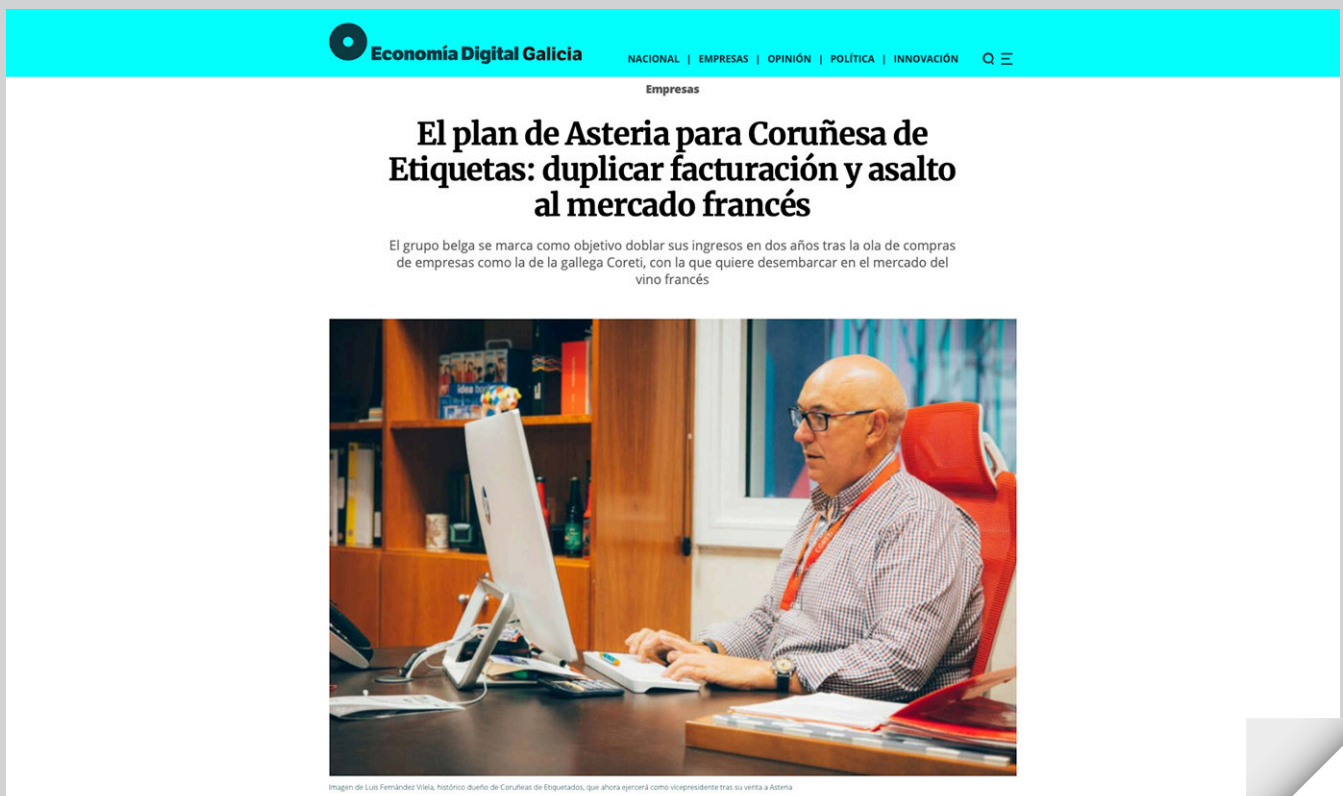 Economía Digital Galicia
NACIONAL | EMPRESAS | OPINIÓN | POLÍTICA | INNOVACIÓN
Empresas
El plan de Asteria para Coruñesa de
Etiquetas: duplicar facturación y asalto
al mercado francés
El grupo belga se marca como objetivo doblar sus ingresos en dos años tras la ola de compras
de empresas como la de la gallega Coreti, con la que quiere desembarcar en el mercado del
vino francés
idea
Imagen de Luis Fernández Vilela, histórico dueño de Coruñeas de Etiquetados, que ahora ejercerá como vicepresidente tras su venta a Asteria